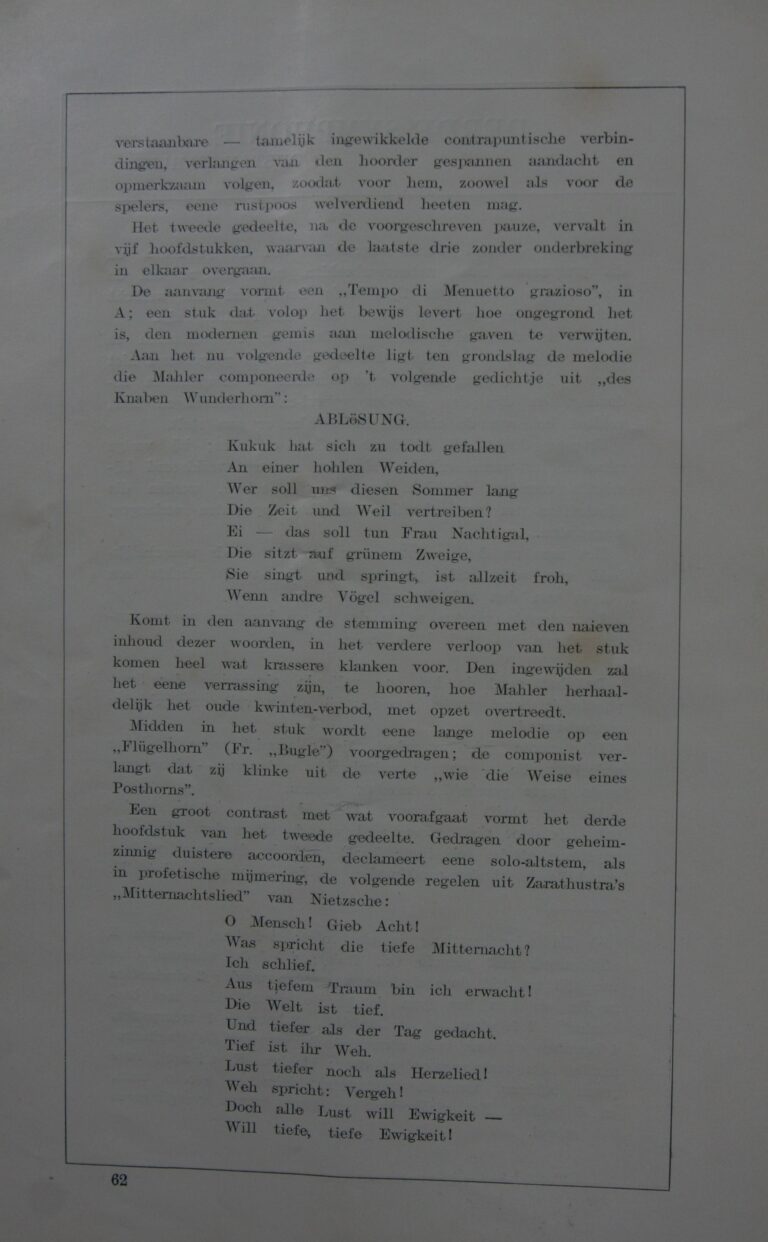 verstaanbare — tamelijk ingewikkelde contrapuntische verbin-
dingen, verlangen van den hoorder gespannen aandacht en
opmerkzaam volgen, zoodat voor hem, zoowel als voor de
spelers, eene rustpoos welverdiend heeten mag.
Het tweede gedeelte, na de voorgeschreven pauze, vervalt in
vijf hoofdstukken, waarvan de laatste drie zonder onderbreking
in elkaar overgaan.
De aanvang vormt een „Tempo di Menuetto grazioso", in
A; een stuk dat volop het bewijs levert hoe ongegrond het
is, den modernen gemis aan melodische gaven te verwijten.
Aan het nu volgende gedeelte ligt ten grondslag de melodie
die Mahler componeerde op 't volgende gedichtje uit „des
Knaben Wunderhorn":
ABLöSUNG.
Kukuk hat sich zu todt gefallen
An einer hohlen Weiden,
Wer soll uns diesen Sommer lang
Die Zeit und Weil vertreiben?
Ei — das soll tun Frau Nachtigal,
Die sitzt auf grünem Zweige,
Sie singt und springt, ist allzeit froh,
Wenn andre Vögel schweigen.
Komt in den aanvang de stemming overeen met den naieven
inhoud dezer woorden, in het verdere verloop van het stuk
komen heel wat krassere klanken voor. Den ingewijden zal
het eene verrassing zijn, te hooren, hoe Mahler herhaal-
delijk het oude kwinten-verbod, met opzet overtreedt.
Midden in het stuk wordt eene lange melodie op een
„Flügelhorn" (Fr. „Bugle") voorgedragen; de componist ver-
langt dat zij klinke uit de verte „wie die Weise eines
Posthorns".
Een groot contrast met wat voorafgaat vormt het derde
hoofdstuk van het tweede gedeelte. Gedragen door geheim-
zinnig duistere accoorden, declameert eene solo-altstem, als
in profetische mijmering, de volgende regelen uit Zarathustra's
„Mitternachtslied" van Nietzsche:
O Mensch! Gieb Acht!
Was spricht die tiefe Mitternacht?
Ich schlief.
Aus tiefem Traum bin ich erwacht!
Die Welt ist tief.
Und tiefer als der Tag gedacht.
Tief ist ihr Weh.
Lust tiefer noch als Herzelied!
Weh spricht: Vergeh!
Doch alle Lust will Ewigkeit —
Will tiefe, tiefe Ewigkeit!
62